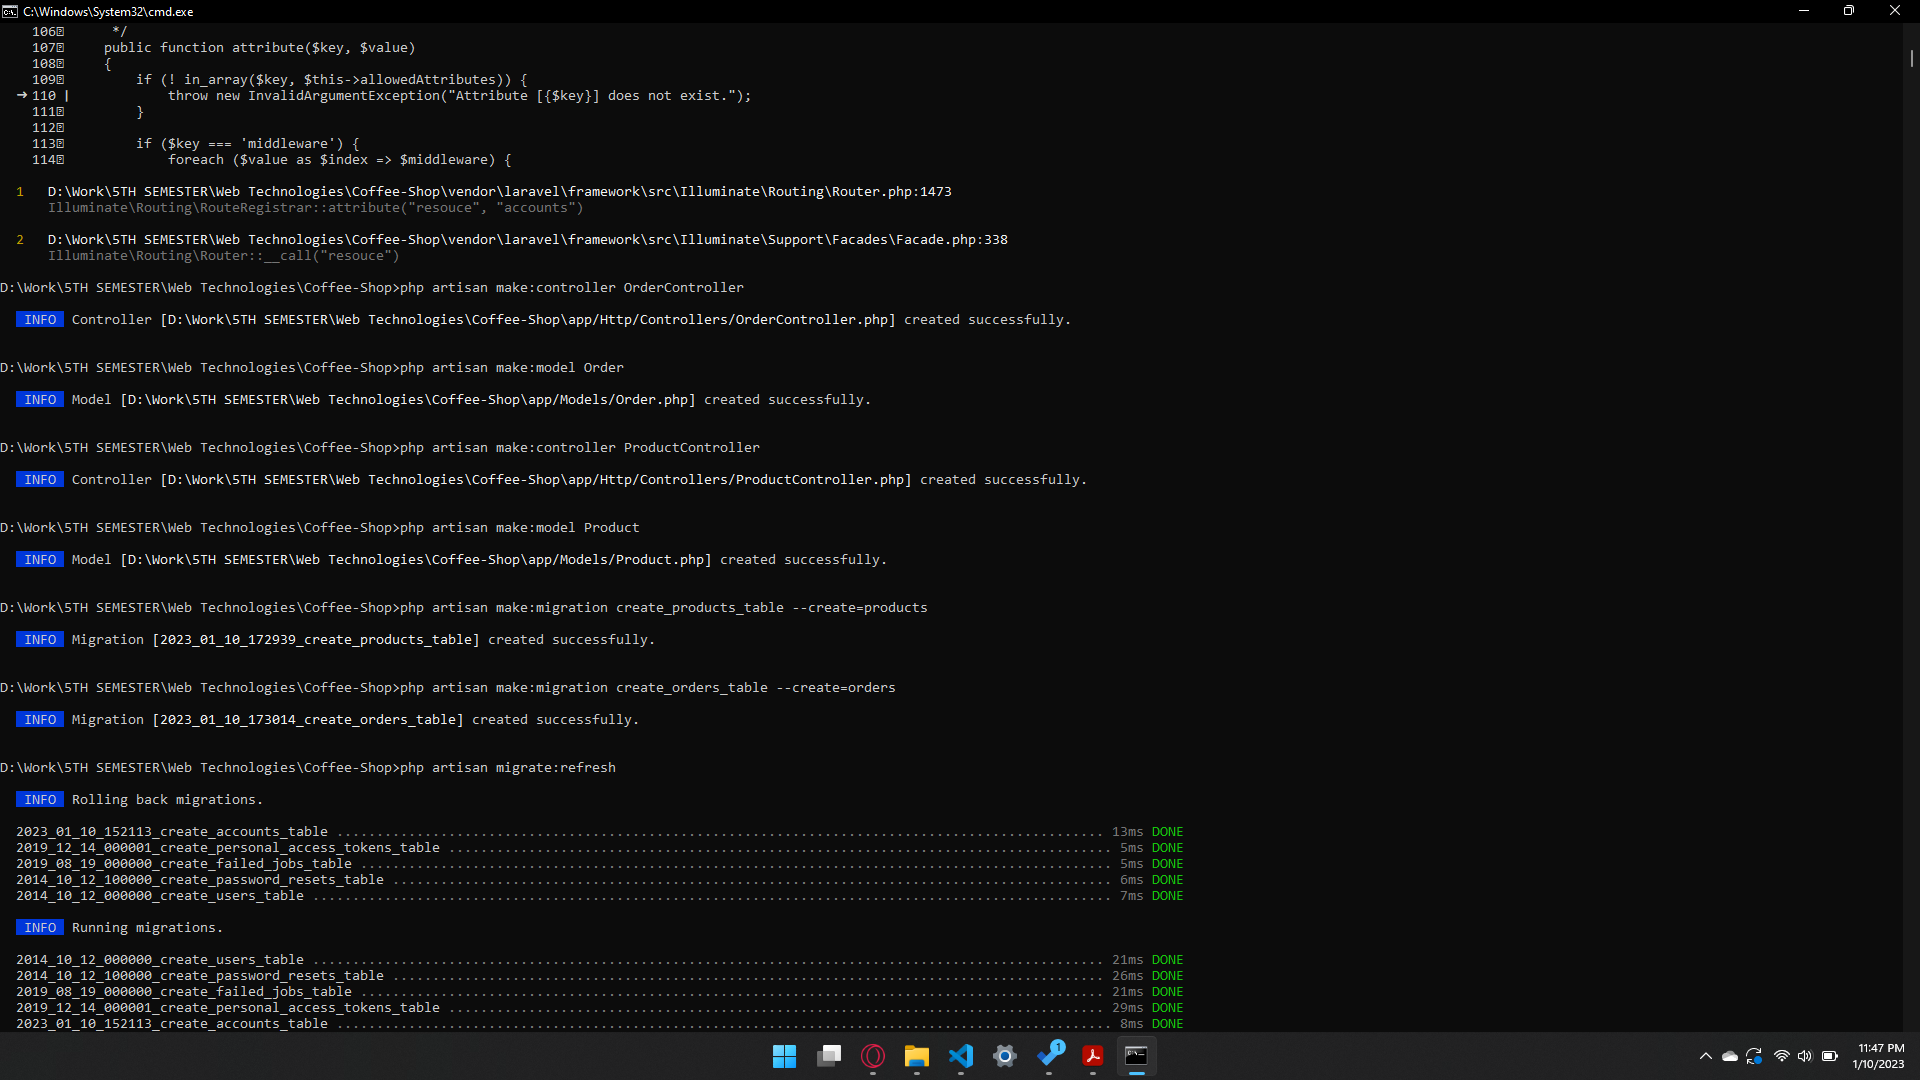 C:\Windows\System32\cmd.exe
106 */
107 public function attribute($key, $value)
108 {
109 if (! in_array($key, $this->allowedAttributes)) {
➜ 110 | throw new InvalidArgumentException("Attribute [{$key}] does not exist.");
111 }
112
113 if ($key === 'middleware') {
114 foreach ($value as $index => $middleware) {
1 D:\Work\5TH SEMESTER\Web Technologies\Coffee-Shop\vendor\laravel\framework\src\Illuminate\Routing\Router.php:1473
Illuminate\Routing\RouteRegistrar::attribute("resouce", "accounts")
2 D:\Work\5TH SEMESTER\Web Technologies\Coffee-Shop\vendor\laravel\framework\src\Illuminate\Support\Facades\Facade.php:338
Illuminate\Routing\Router::__call("resouce")
D:\Work\5TH SEMESTER\Web Technologies\Coffee-Shop>php artisan make:controller OrderController
INFO Controller [D:\Work\5TH SEMESTER\Web Technologies\Coffee-Shop\app/Http/Controllers/OrderController.php] created successfully.
D:\Work\5TH SEMESTER\Web Technologies\Coffee-Shop>php artisan make:model Order
INFO Model [D:\Work\5TH SEMESTER\Web Technologies\Coffee-Shop\app/Models/Order.php] created successfully.
D:\Work\5TH SEMESTER\Web Technologies\Coffee-Shop>php artisan make:controller ProductController
INFO Controller [D:\Work\5TH SEMESTER\Web Technologies\Coffee-Shop\app/Http/Controllers/ProductController.php] created successfully.
D:\Work\5TH SEMESTER\Web Technologies\Coffee-Shop>php artisan make:model Product
INFO Model [D:\Work\5TH SEMESTER\Web Technologies\Coffee-Shop\app/Models/Product.php] created successfully.
D:\Work\5TH SEMESTER\Web Technologies\Coffee-Shop>php artisan make:migration create_products_table --create=products
INFO Migration [2023_01_10_172939_create_products_table] created successfully.
D:\Work\5TH SEMESTER\Web Technologies\Coffee-Shop>php artisan make:migration create_orders_table --create=orders
INFO Migration [2023_01_10_173014_create_orders_table] created successfully.
D:\Work\5TH SEMESTER\Web Technologies\Coffee-Shop>php artisan migrate:refresh
INFO Rolling back migrations.
2023_01_10_152113_create_accounts_table ................................................................................................ 13ms DONE
2019_12_14_000001_create_personal_access_tokens_table ................................................................................... 5ms DONE
2019_08_19_000000_create_failed_jobs_table .............................................................................................. 5ms DONE
2014_10_12_100000_create_password_resets_table .......................................................................................... 6ms DONE
2014_10_12_000000_create_users_table .................................................................................................... 7ms DONE
INFO Running migrations.
2014_10_12_000000_create_users_table ................................................................................................... 21ms DONE
2014_10_12_100000_create_password_resets_table ......................................................................................... 26ms DONE
2019_08_19_000000_create_failed_jobs_table ............................................................................................. 21ms DONE
2019_12_14_000001_create_personal_access_tokens_table .................................................................................. 29ms DONE
2023_01_10_152113_create_accounts_table ................................................................................................. 8ms DONE
1
11:47 PM
1/10/2023